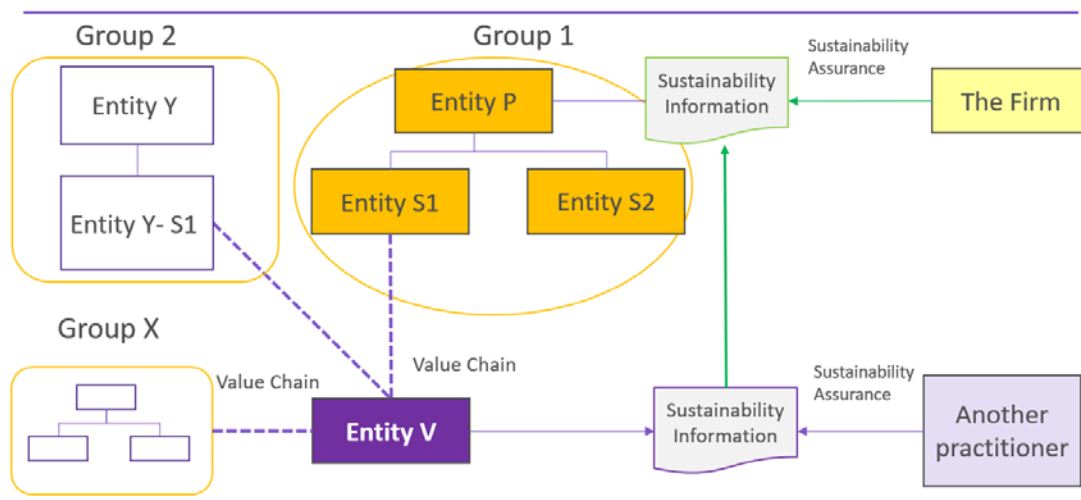 Group 2
Group 1
Sustainability
Assurance
Entity Y
Entity P
Sustainability
Information
The Firm
Entity Y- S1
Entity S1
Entity S2
Group X
Value Chain
Value Chain
Sustainability
Assurance
Entity V
Sustainability
Information
Another
practitioner